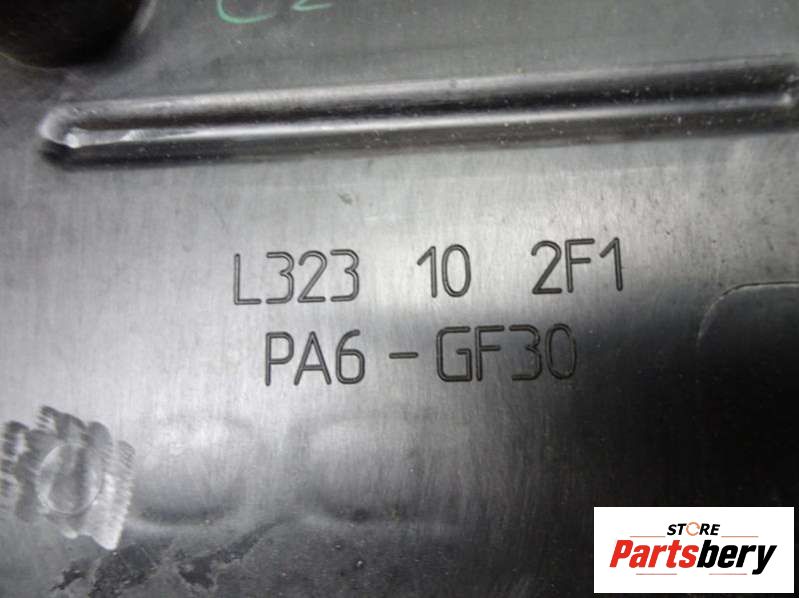 L323 10 2F1
PA6-GF30
STORE
Partsbery